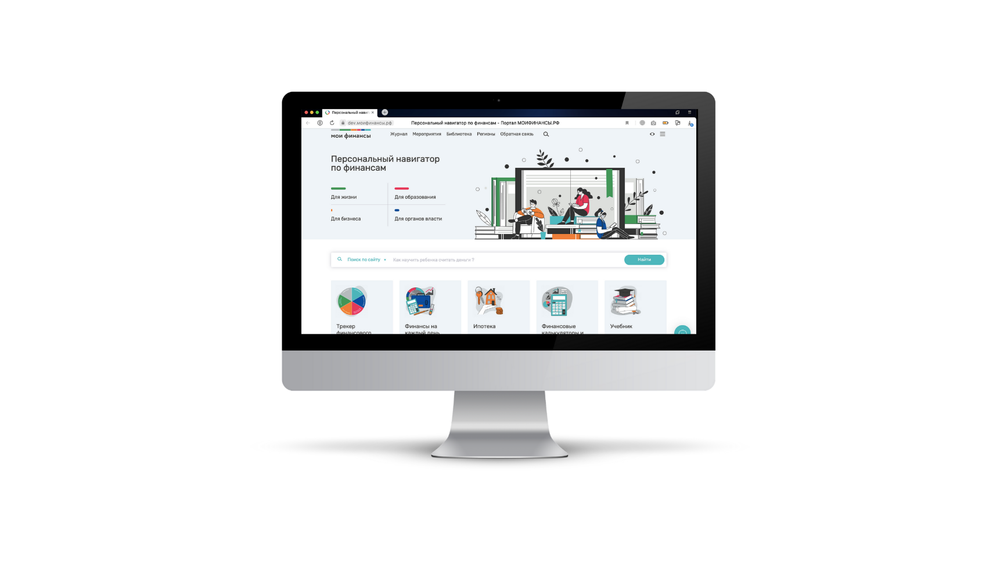 Персональный навиг
dev.моифинансы.рф
Персональный навигатор по финансам - Портал МОИФИНАНСЫ.РФ
мои финансы
Журнал Мероприятия Библиотека Регионы Обратная связь
Персональный навигатор
по финансам
Для жизни
Для образования
Для бизнеса
Для органов власти
Поиск по сайту
Как научить ребенка считать деньги ?
Найти
Трекер
финансового
Финансы на
каждый день
Ипотека
Финансовые
калькуляторы и
Учебник